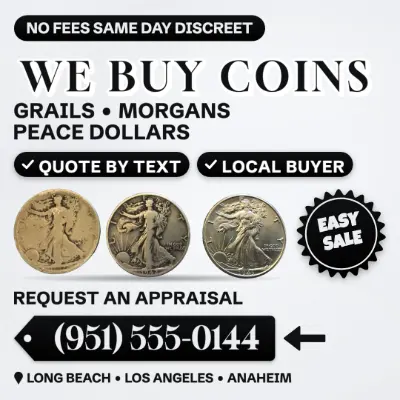 NO FEES SAME DAY DISCREET
WE BUY COINS
GRAILS • MORGANS
PEACE DOLLARS
✓ QUOTE BY TEXT
✓ LOCAL BUYER
EASY
SALE
REQUEST AN APPRAISAL
(951) 555-0144
LONG BEACH • LOS ANGELES • ANAHEIM